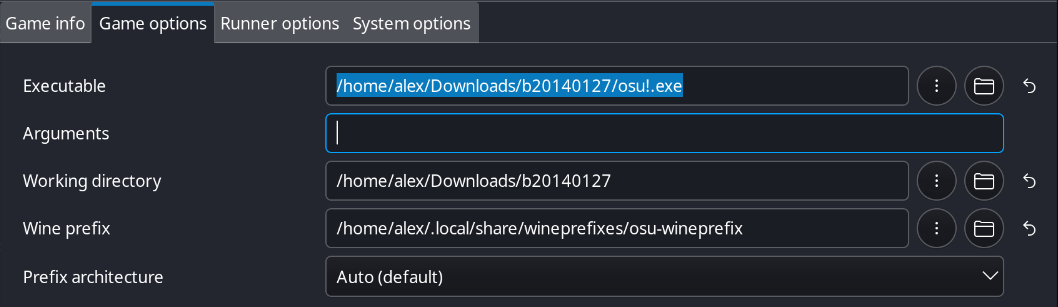 Game info Game options Runner options System options
Executable /home/alex/Downloads/b20140127/osu!.exe
Arguments
Working directory /home/alex/Downloads/b20140127
Wine prefix /home/alex/.local/share/wineprefixes/osu-wineprefix
Prefix architecture Auto (default)